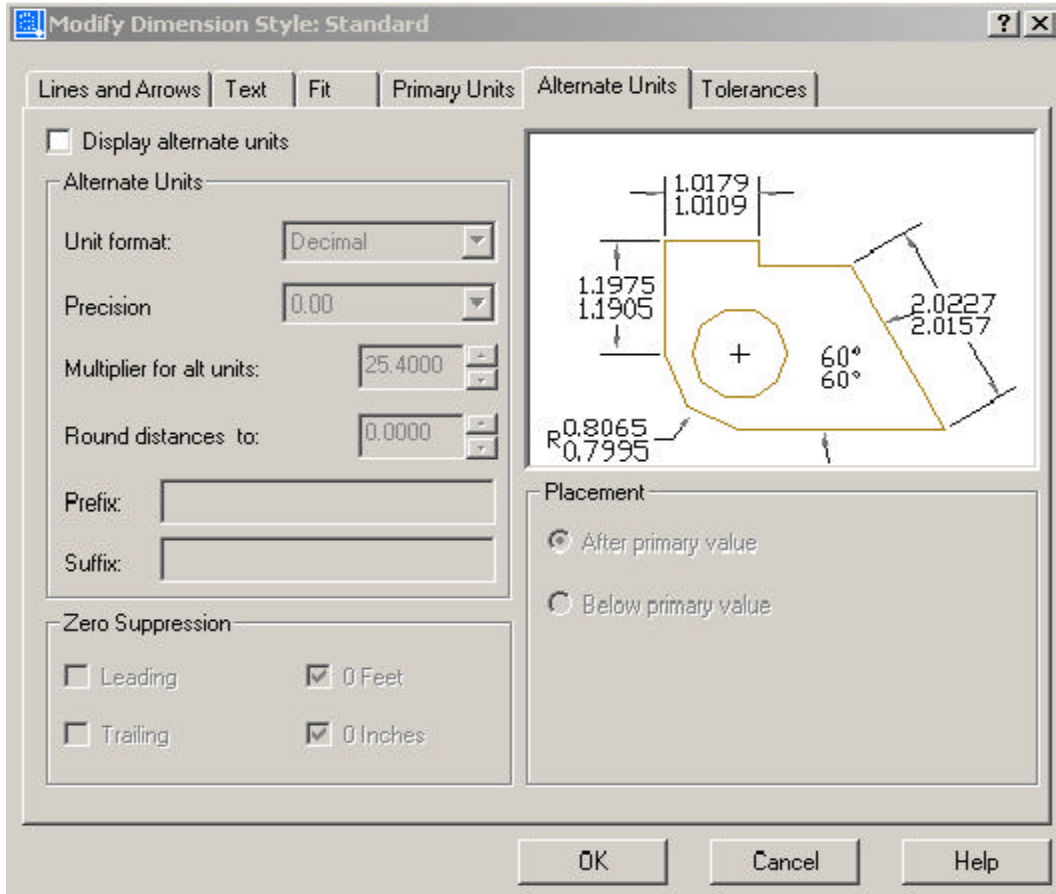 Modify Dimension Style: Standard
? X
Lines and Arrows
Text
Fit
Primary Units
Alternate Units
Tolerances
Display alternate units
Alternate Units
Unit format:
Decimal
Precision
0.00
Multiplier for alt units:
25.4000
Round distances to:
0.0000
Prefix:
Suffix:
Zero Suppression
Leading
0 Feet
Trailing
0 Inches
1.0179
1.0109
1.1975
1.1905
2.0227
2.0157
60°
60°
R0.8065
0.7995
Placement
After primary value
Below primary value
OK
Cancel
Help